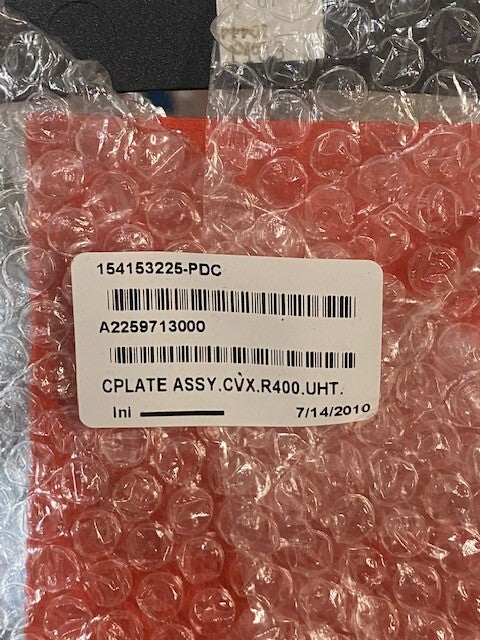 154153225-PDC
A2259713000
CPLATE ASSY,CVX,R400,UHT.
Ini
7/14/2010